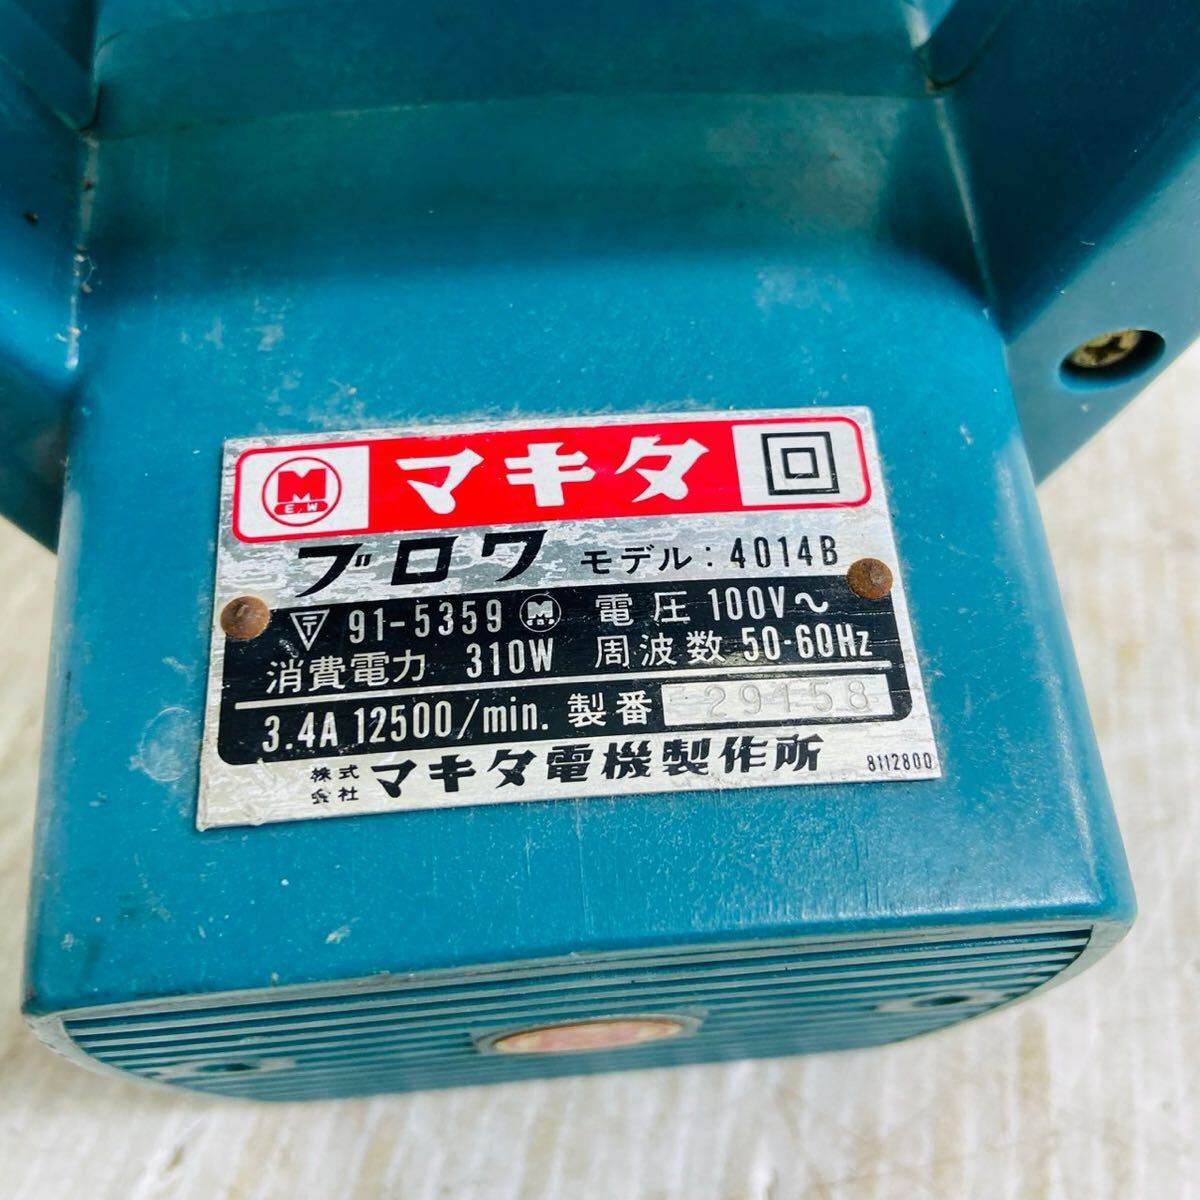 M E.W マキタ
ブロワ モデル: 4014B
〒 91-5359 M 電圧 100V～
消費電力 310W 周波数 50-60Hz
3.4A 12500/min. 製番 29158
株式会社 マキタ電機製作所 8112800